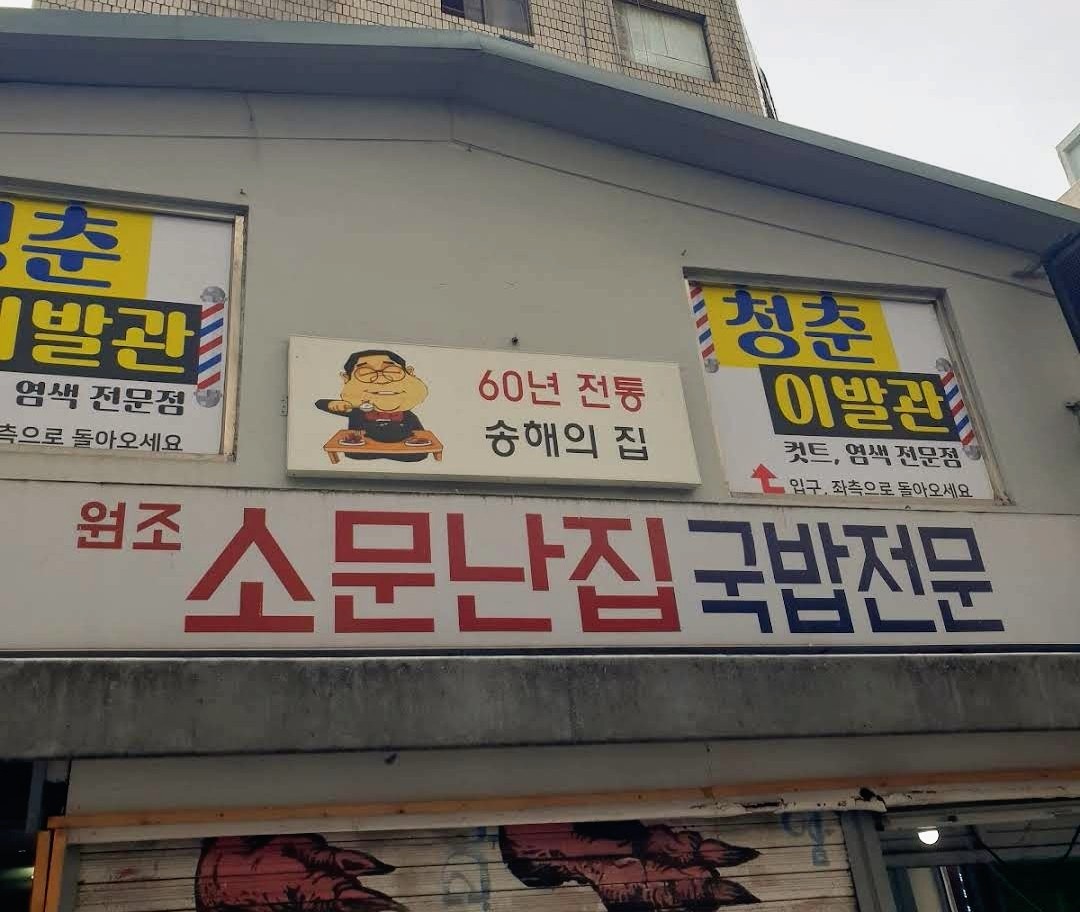 청춘
이발관
염색 전문점
측으로 돌아오세요
60년 전통
송해의 집
청춘
이발관
컷트, 염색 전문점
입구, 좌측으로 돌아오세요
원조 소문난집 국밥전문